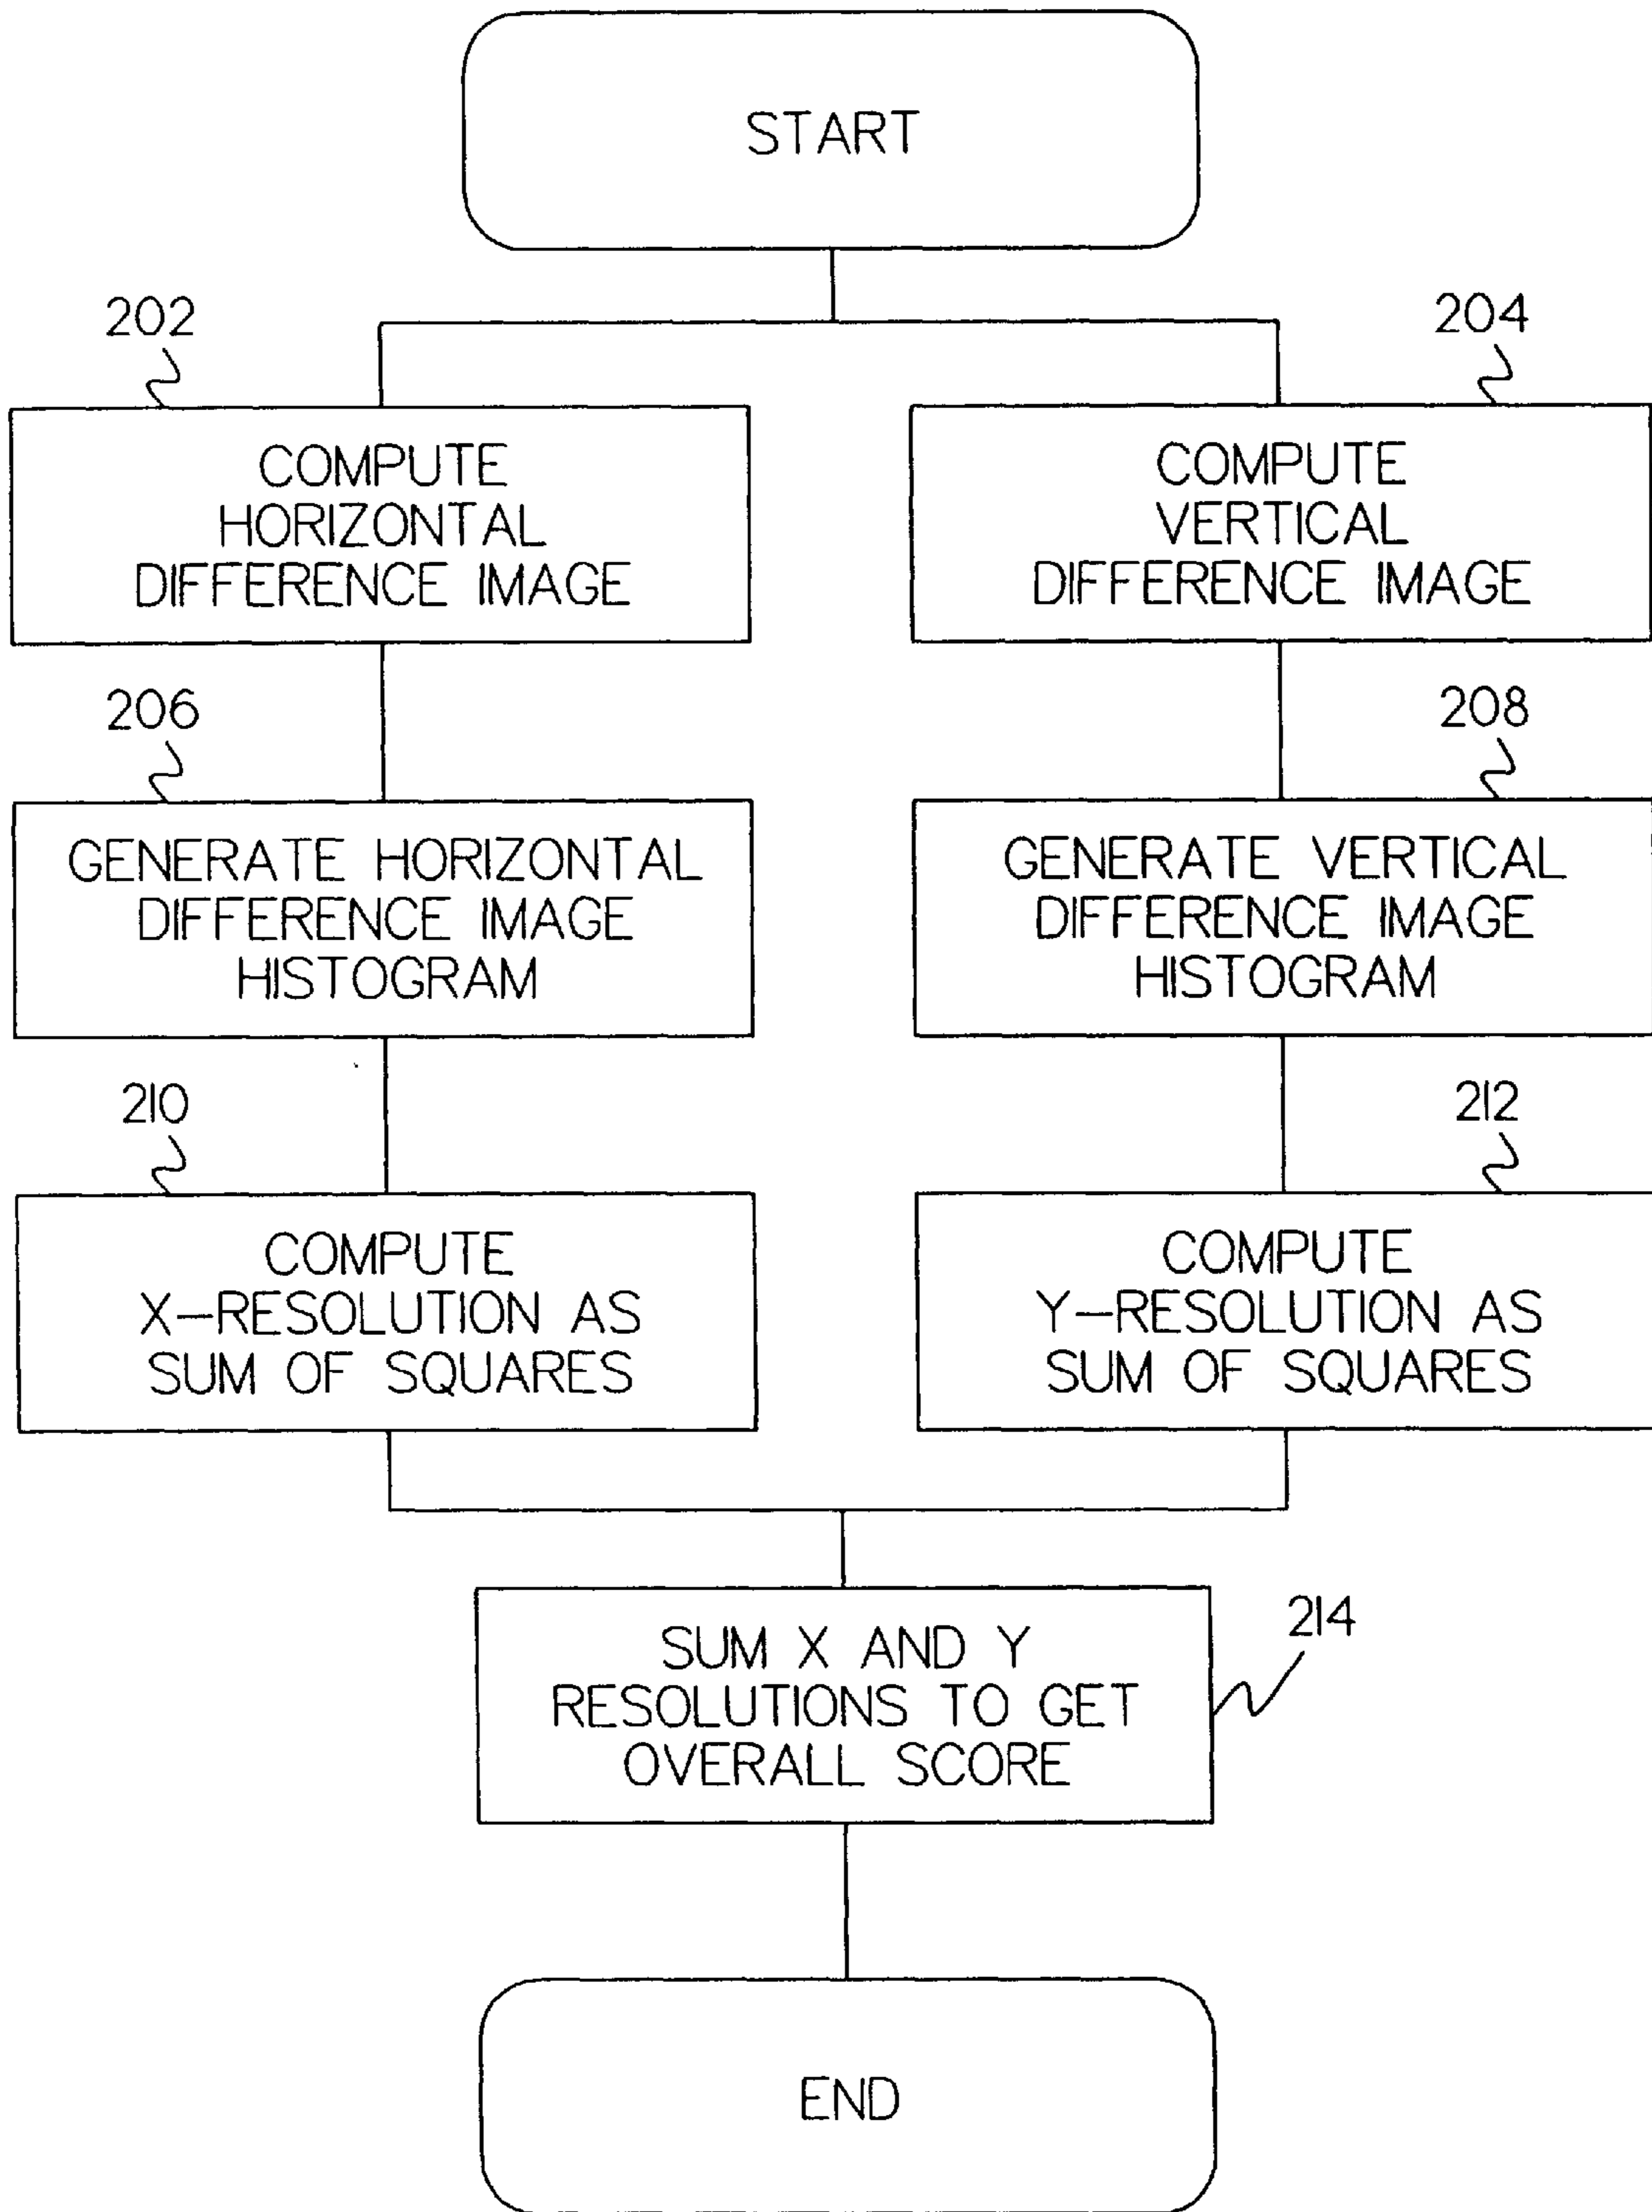 START
202
204
COMPUTE
HORIZONTAL
DIFFERENCE IMAGE
COMPUTE
VERTICAL
DIFFERENCE IMAGE
206
208
GENERATE HORIZONTAL
DIFFERENCE IMAGE
HISTOGRAM
GENERATE VERTICAL
DIFFERENCE IMAGE
HISTOGRAM
210
212
COMPUTE
X-RESOLUTION AS
SUM OF SQUARES
COMPUTE
Y-RESOLUTION AS
SUM OF SQUARES
214
SUM X AND Y
RESOLUTIONS TO GET
OVERALL SCORE
END